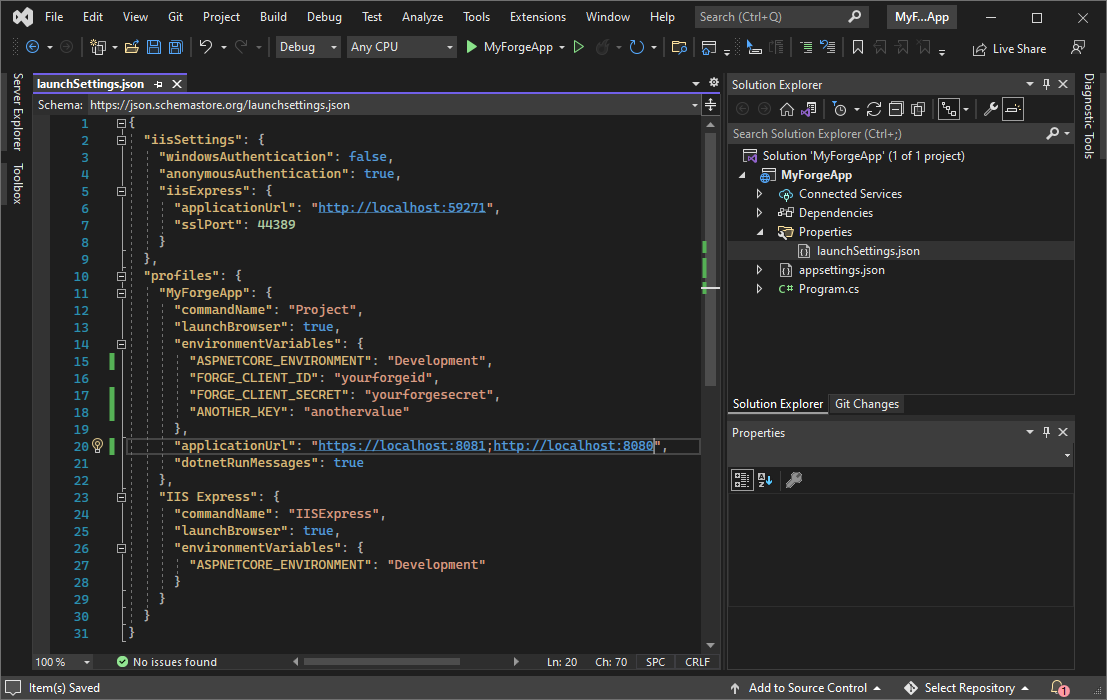 File Edit View Git Project Build Debug Test Analyze Tools Extensions Window Help Search (Ctrl+Q) MyF...App
Debug Any CPU MyForgeApp Live Share
Server Explorer
Toolbox
launchSettings.json
Schema: https://json.schemastore.org/launchsettings.json
1 {
2 "iisSettings": {
3 "windowsAuthentication": false,
4 "anonymousAuthentication": true,
5 "iisExpress": {
6 "applicationUrl": "http://localhost:59271",
7 "sslPort": 44389
8 }
9 },
10 "profiles": {
11 "MyForgeApp": {
12 "commandName": "Project",
13 "launchBrowser": true,
14 "environmentVariables": {
15 "ASPNETCORE_ENVIRONMENT": "Development",
16 "FORGE_CLIENT_ID": "yourforgeid",
17 "FORGE_CLIENT_SECRET": "yourforgesecret",
18 "ANOTHER_KEY": "anothervalue"
19 },
20 "applicationUrl": "https://localhost:8081;http://localhost:8080",
21 "dotnetRunMessages": true
22 },
23 "IIS Express": {
24 "commandName": "IISExpress",
25 "launchBrowser": true,
26 "environmentVariables": {
27 "ASPNETCORE_ENVIRONMENT": "Development"
28 }
29 }
30 }
31 }
100 % No issues found Ln: 20 Ch: 70 SPC CRLF
Solution Explorer
Search Solution Explorer (Ctrl+;)
Solution 'MyForgeApp' (1 of 1 project)
MyForgeApp
Connected Services
Dependencies
Properties
launchSettings.json
appsettings.json
C# Program.cs
Solution Explorer Git Changes
Properties
Diagnostic Tools
Item(s) Saved Add to Source Control Select Repository 1